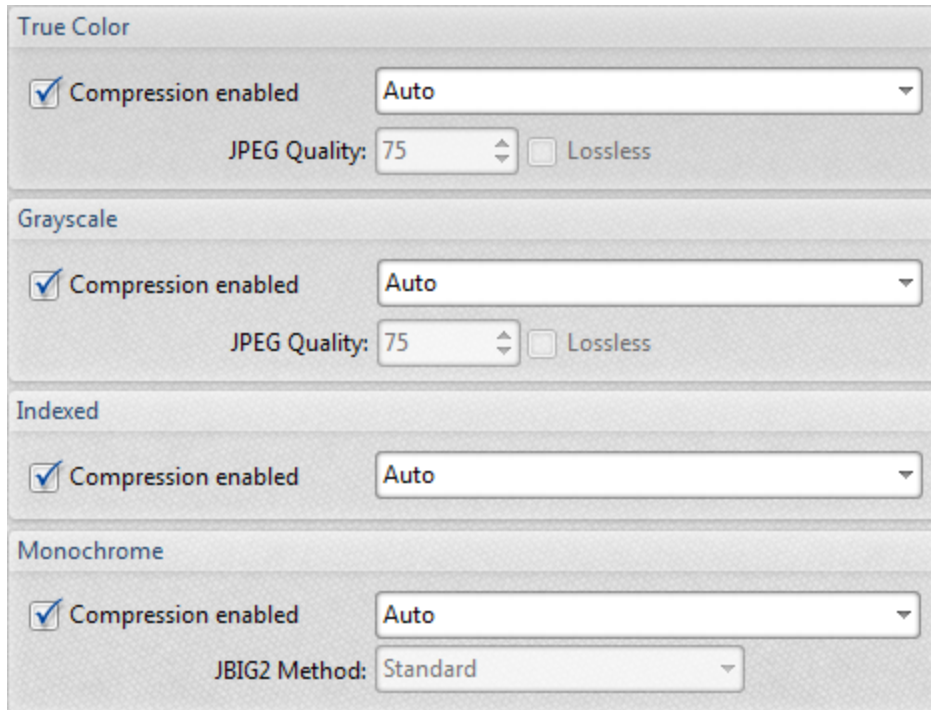 True Color
Compression enabled Auto
JPEG Quality: 75 Lossless
Grayscale
Compression enabled Auto
JPEG Quality: 75 Lossless
Indexed
Compression enabled Auto
Monochrome
Compression enabled Auto
JBIG2 Method: Standard